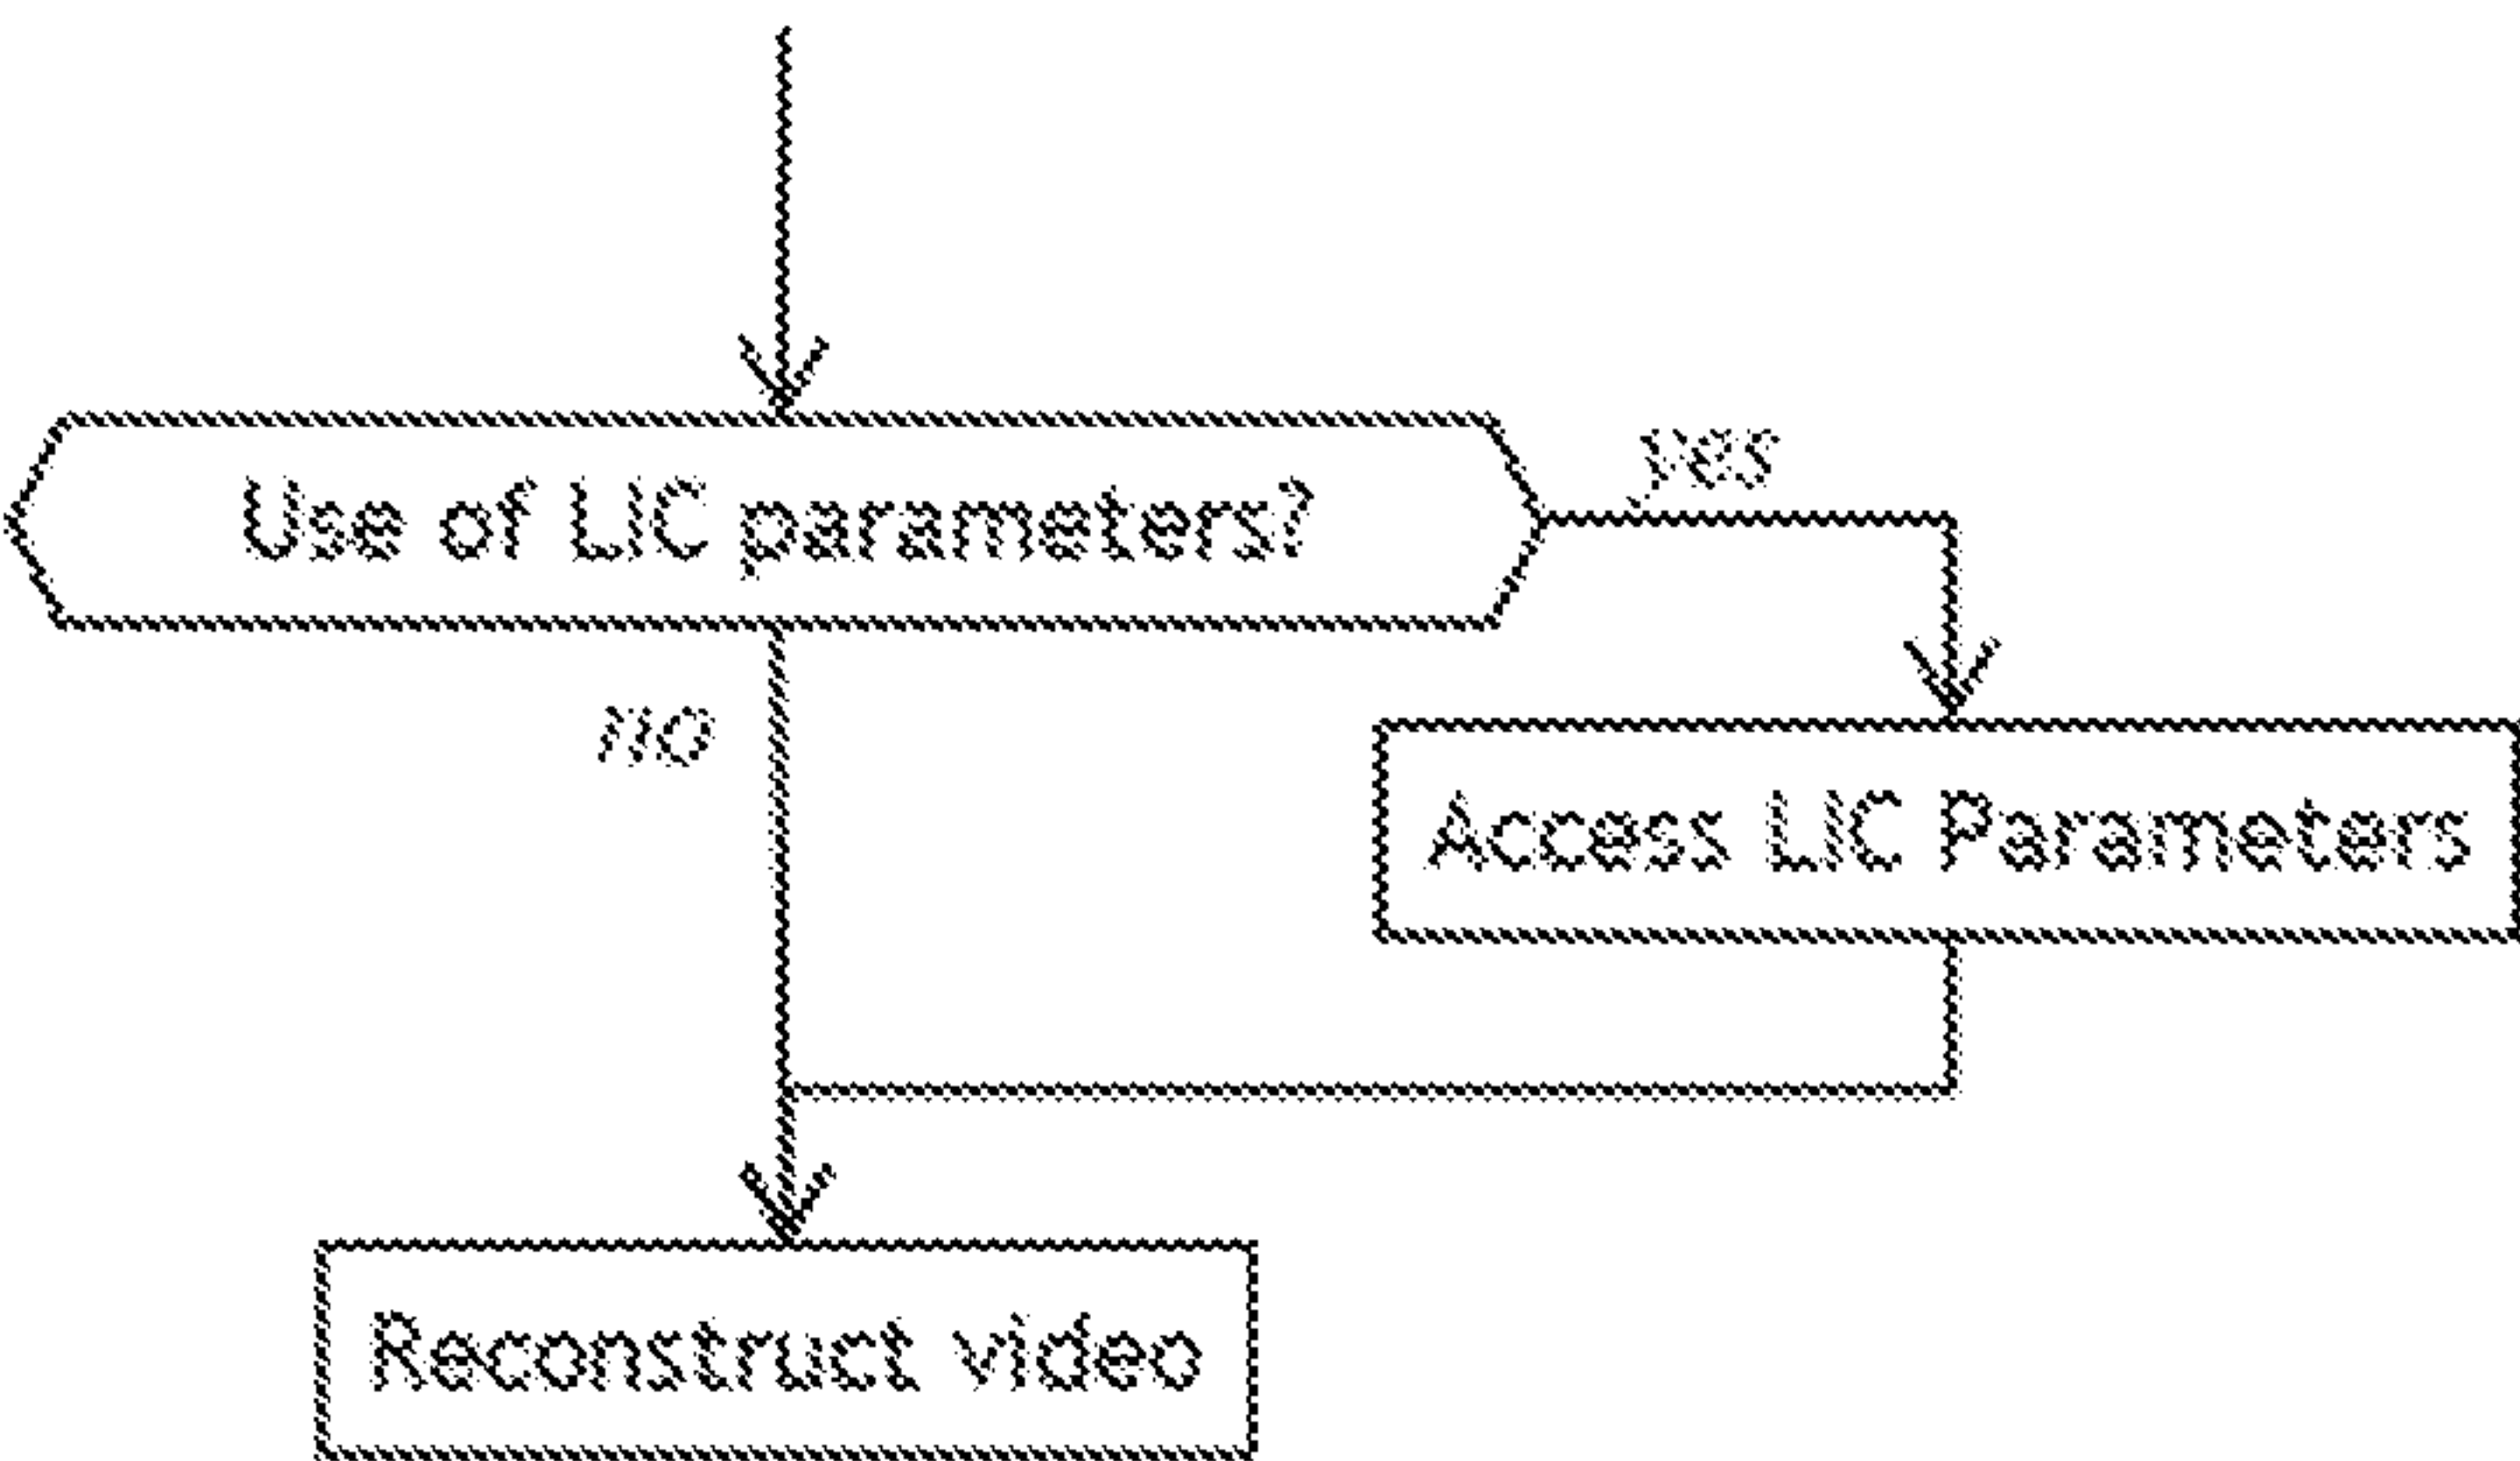 Use of LIC parameters?
yes
no
Access LIC Parameters
Reconstruct video